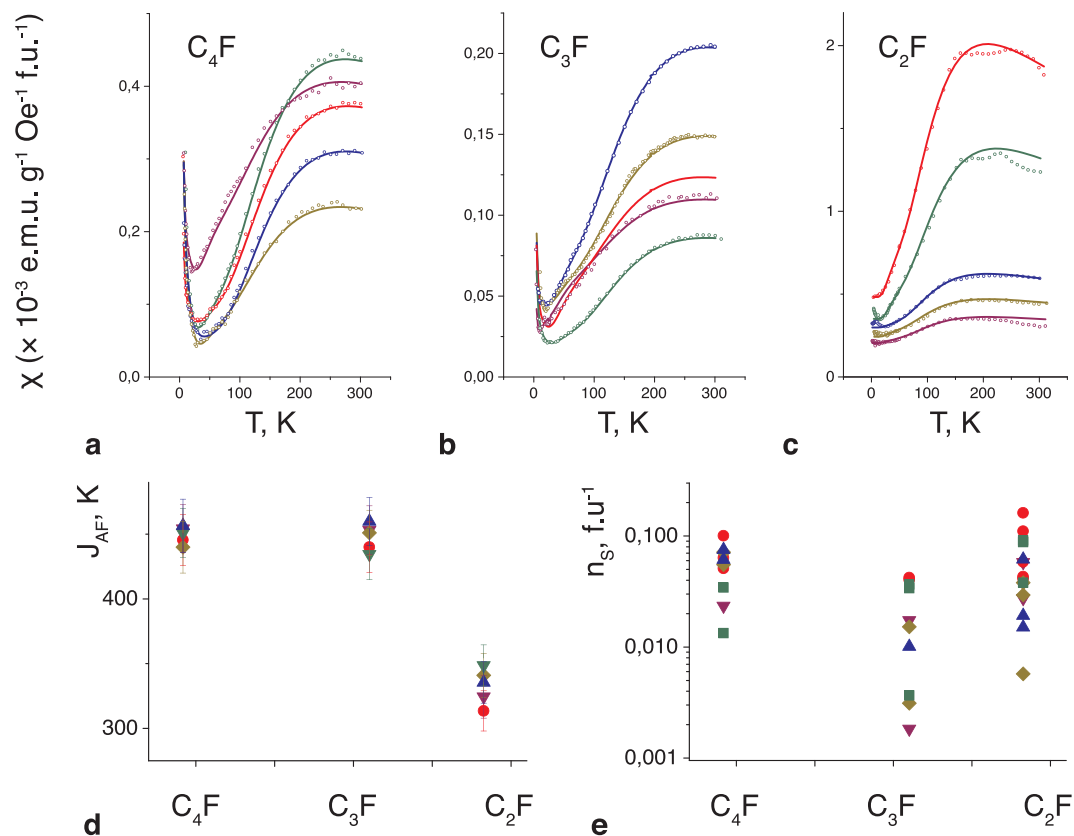 χ (× 10⁻³ e.m.u. g⁻¹ Oe⁻¹ f.u.⁻¹)
C₄F
0,4
0,2
0,0
0 100 200 300
T, K
a
C₃F
0,20
0,15
0,10
0,05
0,00
0 100 200 300
T, K
b
C₂F
2
1
0
0 100 200 300
T, K
c
J_AF, K
400
300
C₄F C₃F C₂F
d
n_S, f.u⁻¹
0,100
0,010
0,001
C₄F C₃F C₂F
e